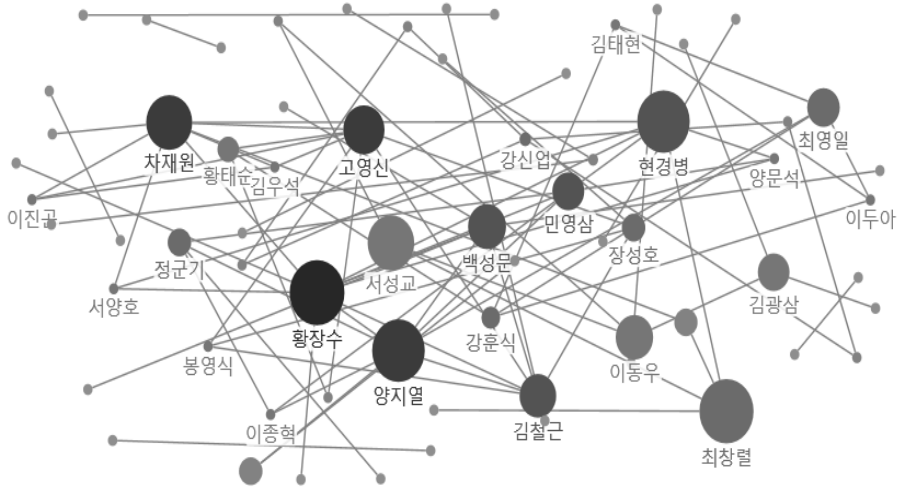 김태현
최영일
강신업
차재원
고영신
현경병
황태순
김우석
양문석
이진곤
민영삼
이두아
장성호
정군기
서성교
백성문
서양호
김광삼
황장수
강훈식
봉영식
이동우
양지열
이종혁
김철근
최창렬